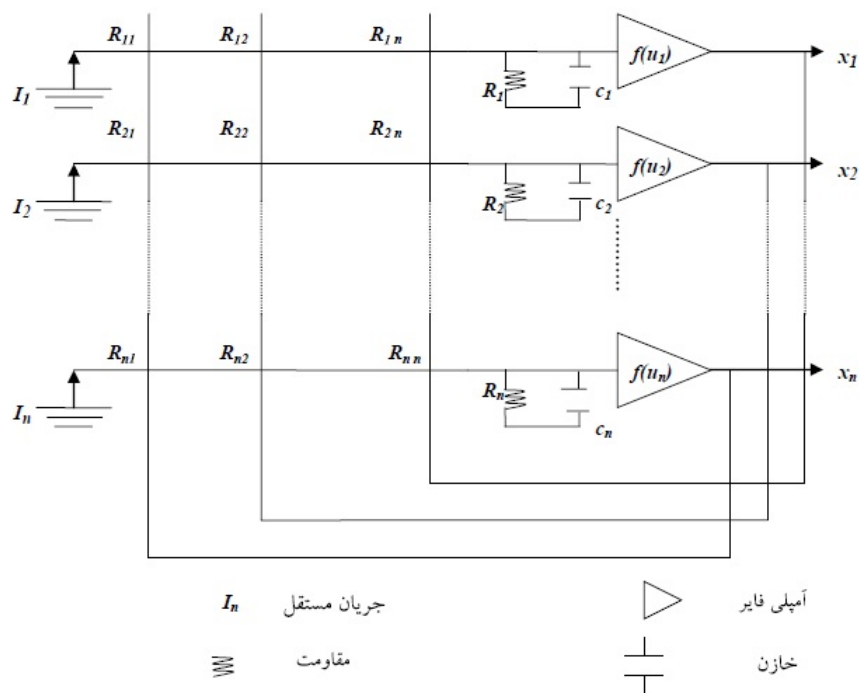 R11 R12 R1 n f(u1) x1
I1 R1 c1
R21 R22 R2 n f(u2) x2
I2 R2 c2
Rn1 Rn2 Rn n f(un) xn
In Rn cn
In جریان مستقل
آمپلی فایر
مقاومت
خازن